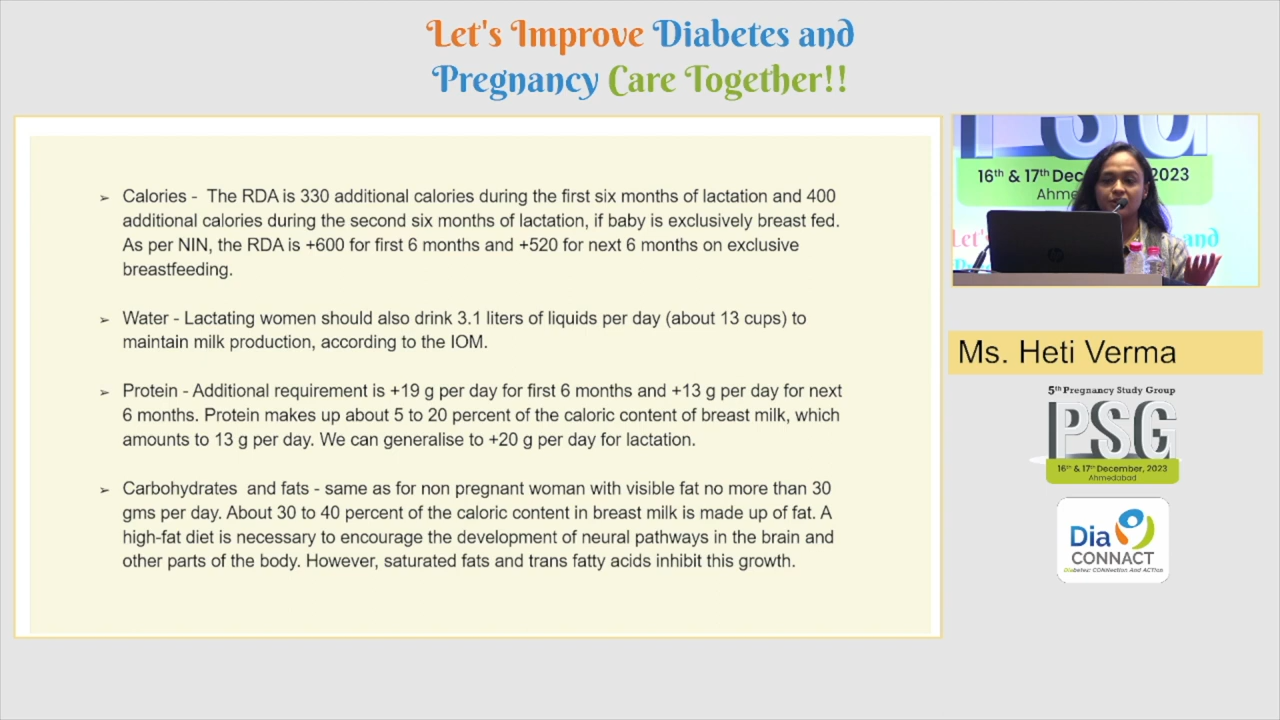 Let's Improve Diabetes and
Pregnancy Care Together!!
➢ Calories - The RDA is 330 additional calories during the first six months of lactation and 400
additional calories during the second six months of lactation, if baby is exclusively breast fed.
As per NIN, the RDA is +600 for first 6 months and +520 for next 6 months on exclusive
breastfeeding.
➢ Water - Lactating women should also drink 3.1 liters of liquids per day (about 13 cups) to
maintain milk production, according to the IOM.
➢ Protein - Additional requirement is +19 g per day for first 6 months and +13 g per day for next
6 months. Protein makes up about 5 to 20 percent of the caloric content of breast milk, which
amounts to 13 g per day. We can generalise to +20 g per day for lactation.
➢ Carbohydrates and fats - same as for non pregnant woman with visible fat no more than 30
gms per day. About 30 to 40 percent of the caloric content in breast milk is made up of fat. A
high-fat diet is necessary to encourage the development of neural pathways in the brain and
other parts of the body. However, saturated fats and trans fatty acids inhibit this growth.
PSG
16th & 17th Dec 2023
Ahme
Let's and
Ms. Heti Verma
5th Pregnancy Study Group
PSG
16th & 17th December, 2023
Ahmedabad
Dia
CONNACT
Diabetes: CONNection And ACTion